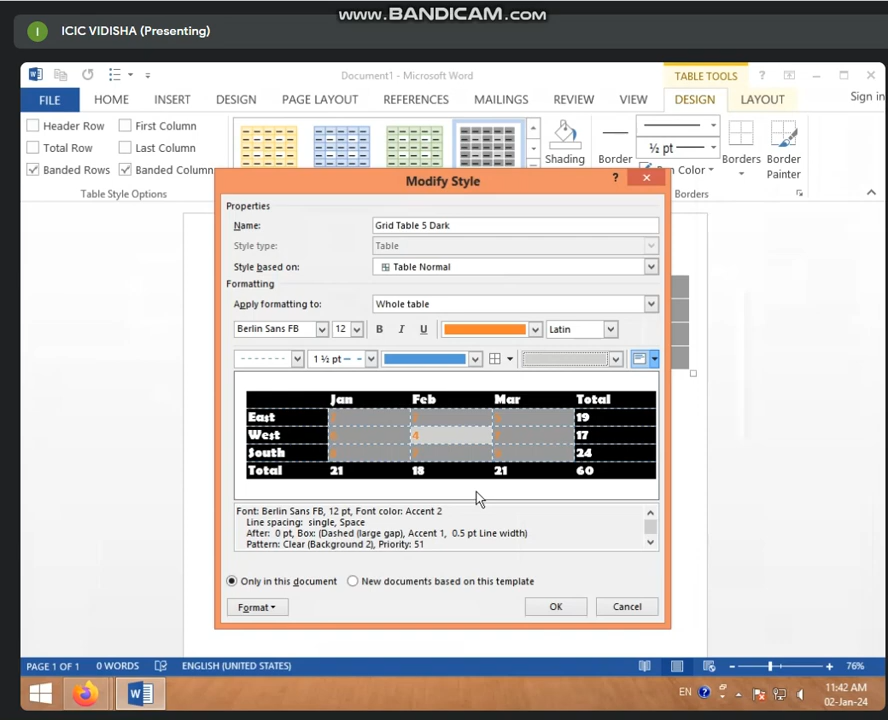 www.BANDICAM.com
I ICIC VIDISHA (Presenting)
Document1 - Microsoft Word
TABLE TOOLS
?
FILE HOME INSERT DESIGN PAGE LAYOUT REFERENCES MAILINGS REVIEW VIEW DESIGN LAYOUT Sign in
Header Row First Column
Total Row Last Column
Banded Rows Banded Columns
Table Style Options
Shading
Border
½ pt
Color
Borders
Border
Painter
Borders
Modify Style
?
Properties
Name: Grid Table 5 Dark
Style type: Table
Style based on: Table Normal
Formatting
Apply formatting to: Whole table
Berlin Sans FB 12 B I U Latin
1 ½ pt
Jan Feb Mar Total
East 19
West 4 17
South 24
Total 21 18 21 60
Font: Berlin Sans FB, 12 pt, Font color: Accent 2
Line spacing: single, Space
After: 0 pt, Box: (Dashed (large gap), Accent 1, 0.5 pt Line width)
Pattern: Clear (Background 2), Priority: 51
Only in this document New documents based on this template
Format OK Cancel
PAGE 1 OF 1 0 WORDS ENGLISH (UNITED STATES) 76%
EN ? 11:42 AM
02-Jan-24